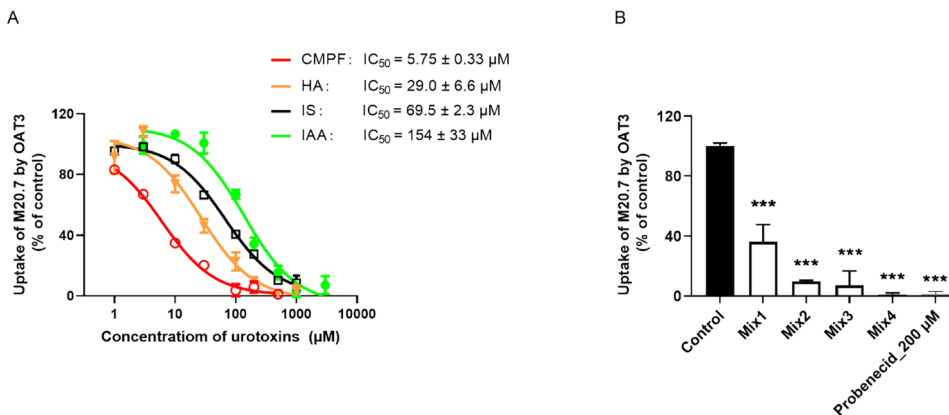 A
CMPF: IC50 = 5.75 ± 0.33 µM
HA: IC50 = 29.0 ± 6.6 µM
IS: IC50 = 69.5 ± 2.3 µM
IAA: IC50 = 154 ± 33 µM
Uptake of M20.7 by OAT3
(% of control)
120
80
40
0
1 10 100 1000 10000
Concentratiom of urotoxins (µM)
B
Uptake of M20.7 by OAT3
(% of control)
120
80
40
0
*** *** *** *** ***
Control
Mix1
Mix2
Mix3
Mix4
Probenecid_200 µM